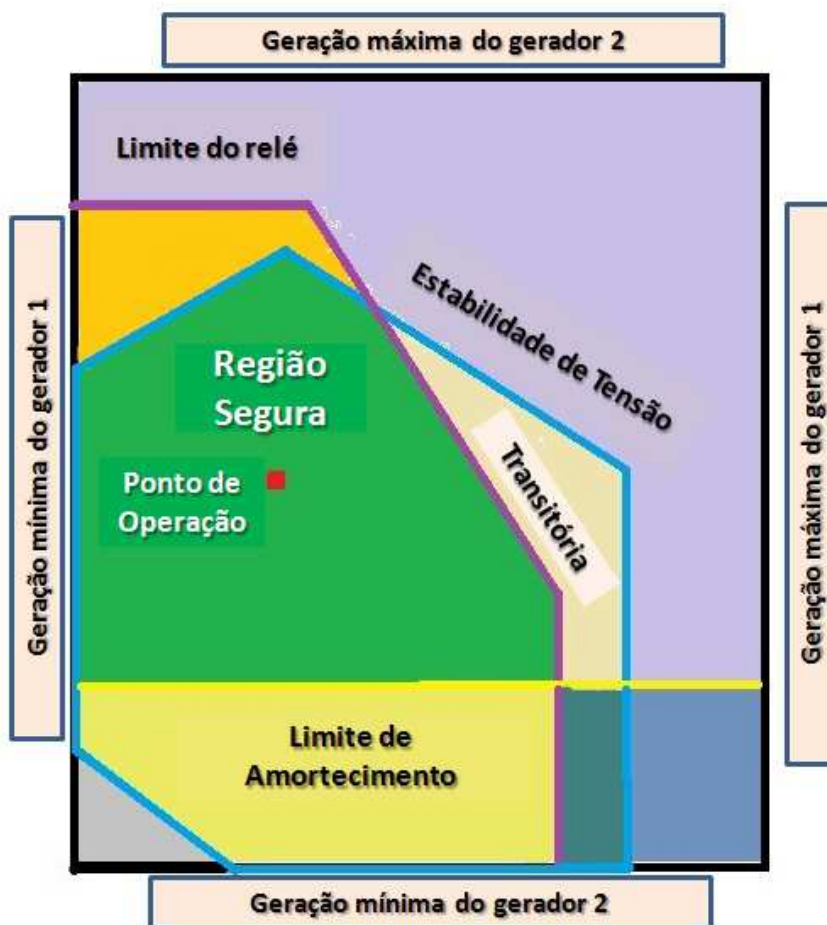 Geração máxima do gerador 2
Limite do relé
Geração mínima do gerador 1
Geração máxima do gerador 1
Estabilidade de Tensão
Região
Segura
Transitória
Ponto de
Operação
Limite de
Amortecimento
Geração mínima do gerador 2